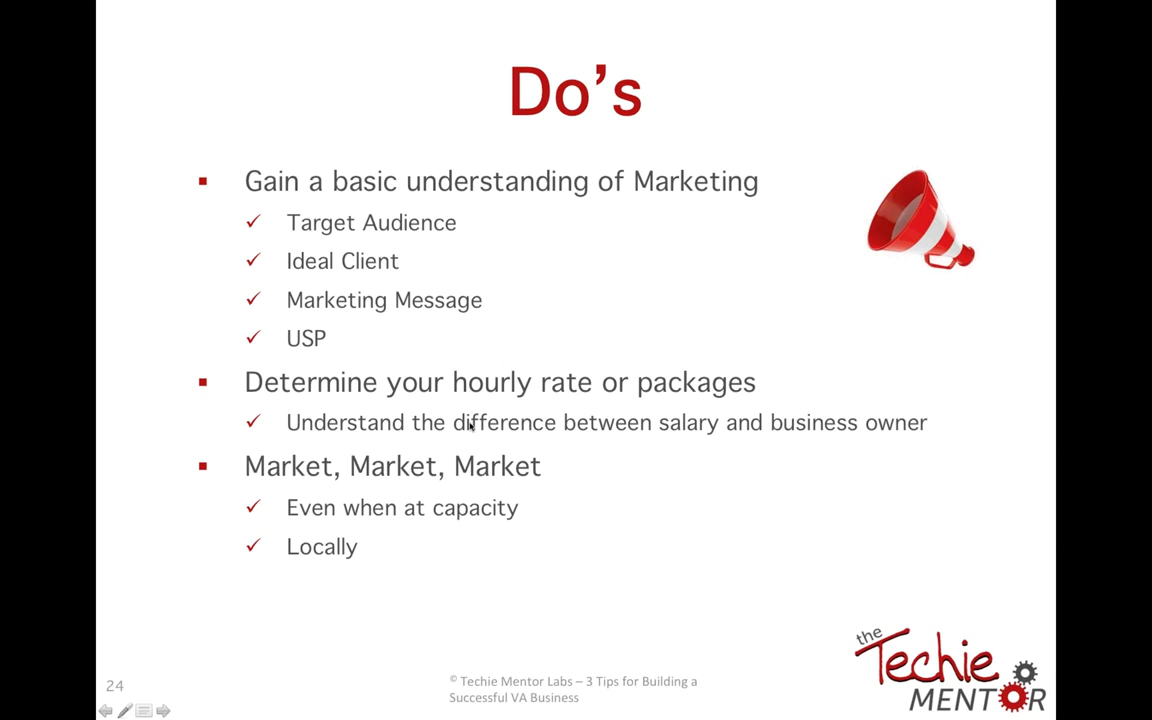 Do's
Gain a basic understanding of Marketing
Target Audience
Ideal Client
Marketing Message
USP
Determine your hourly rate or packages
Understand the difference between salary and business owner
Market, Market, Market
Even when at capacity
Locally
24
© Techie Mentor Labs – 3 Tips for Building a
Successful VA Business
the
Techie
MENTOR